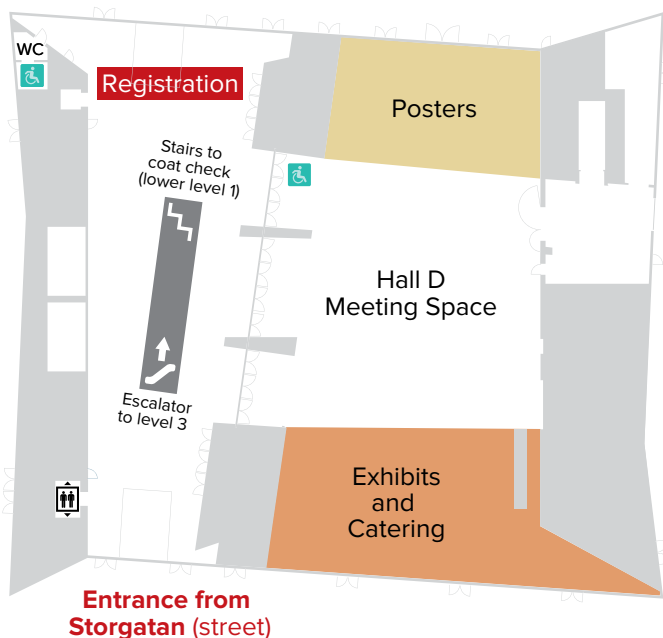 WC
Registration
Posters
Stairs to
coat check
(lower level 1)
Hall D
Meeting Space
Escalator
to level 3
Exhibits
and
Catering
Entrance from
Storgatan (street)